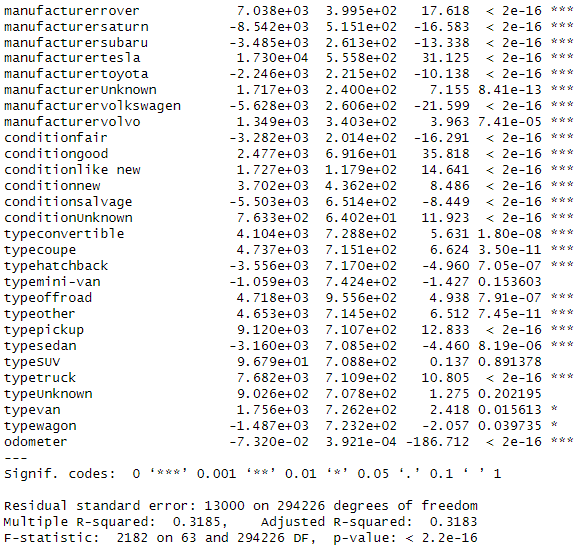 manufacturerrover 7.038e+03 3.995e+02 17.618 < 2e-16 ***
manufacturersaturn -8.542e+03 5.151e+02 -16.583 < 2e-16 ***
manufacturersubaru -3.485e+03 2.613e+02 -13.338 < 2e-16 ***
manufacturertesla 1.730e+04 5.558e+02 31.125 < 2e-16 ***
manufacturertoyota -2.246e+03 2.215e+02 -10.138 < 2e-16 ***
manufacturerUnknown 1.717e+03 2.400e+02 7.155 8.41e-13 ***
manufacturervolkswagen -5.628e+03 2.606e+02 -21.599 < 2e-16 ***
manufacturervolvo 1.349e+03 3.403e+02 3.963 7.41e-05 ***
conditionfair -3.282e+03 2.014e+02 -16.291 < 2e-16 ***
conditiongood 2.477e+03 6.916e+01 35.818 < 2e-16 ***
conditionlike new 1.727e+03 1.179e+02 14.641 < 2e-16 ***
conditionnew 3.702e+03 4.362e+02 8.486 < 2e-16 ***
conditionsalvage -5.503e+03 6.514e+02 -8.449 < 2e-16 ***
conditionUnknown 7.633e+02 6.402e+01 11.923 < 2e-16 ***
typeconvertible 4.104e+03 7.288e+02 5.631 1.80e-08 ***
typecoupe 4.737e+03 7.151e+02 6.624 3.50e-11 ***
typehatchback -3.556e+03 7.170e+02 -4.960 7.05e-07 ***
typemini-van -1.059e+03 7.424e+02 -1.427 0.153603
typeoffroad 4.718e+03 9.556e+02 4.938 7.91e-07 ***
typeother 4.653e+03 7.145e+02 6.512 7.45e-11 ***
typepickup 9.120e+03 7.107e+02 12.833 < 2e-16 ***
typesedan -3.160e+03 7.085e+02 -4.460 8.19e-06 ***
typeSUV 9.679e+01 7.088e+02 0.137 0.891378
typetruck 7.682e+03 7.109e+02 10.805 < 2e-16 ***
typeUnknown 9.026e+02 7.078e+02 1.275 0.202195
typevan 1.756e+03 7.262e+02 2.418 0.015613 *
typewagon -1.487e+03 7.232e+02 -2.057 0.039735 *
odometer -7.320e-02 3.921e-04 -186.712 < 2e-16 ***
---
Signif. codes: 0 ‘***’ 0.001 ‘**’ 0.01 ‘*’ 0.05 ‘.’ 0.1 ‘ ’ 1
Residual standard error: 13000 on 294226 degrees of freedom
Multiple R-squared: 0.3185, Adjusted R-squared: 0.3183
F-statistic: 2182 on 63 and 294226 DF, p-value: < 2.2e-16